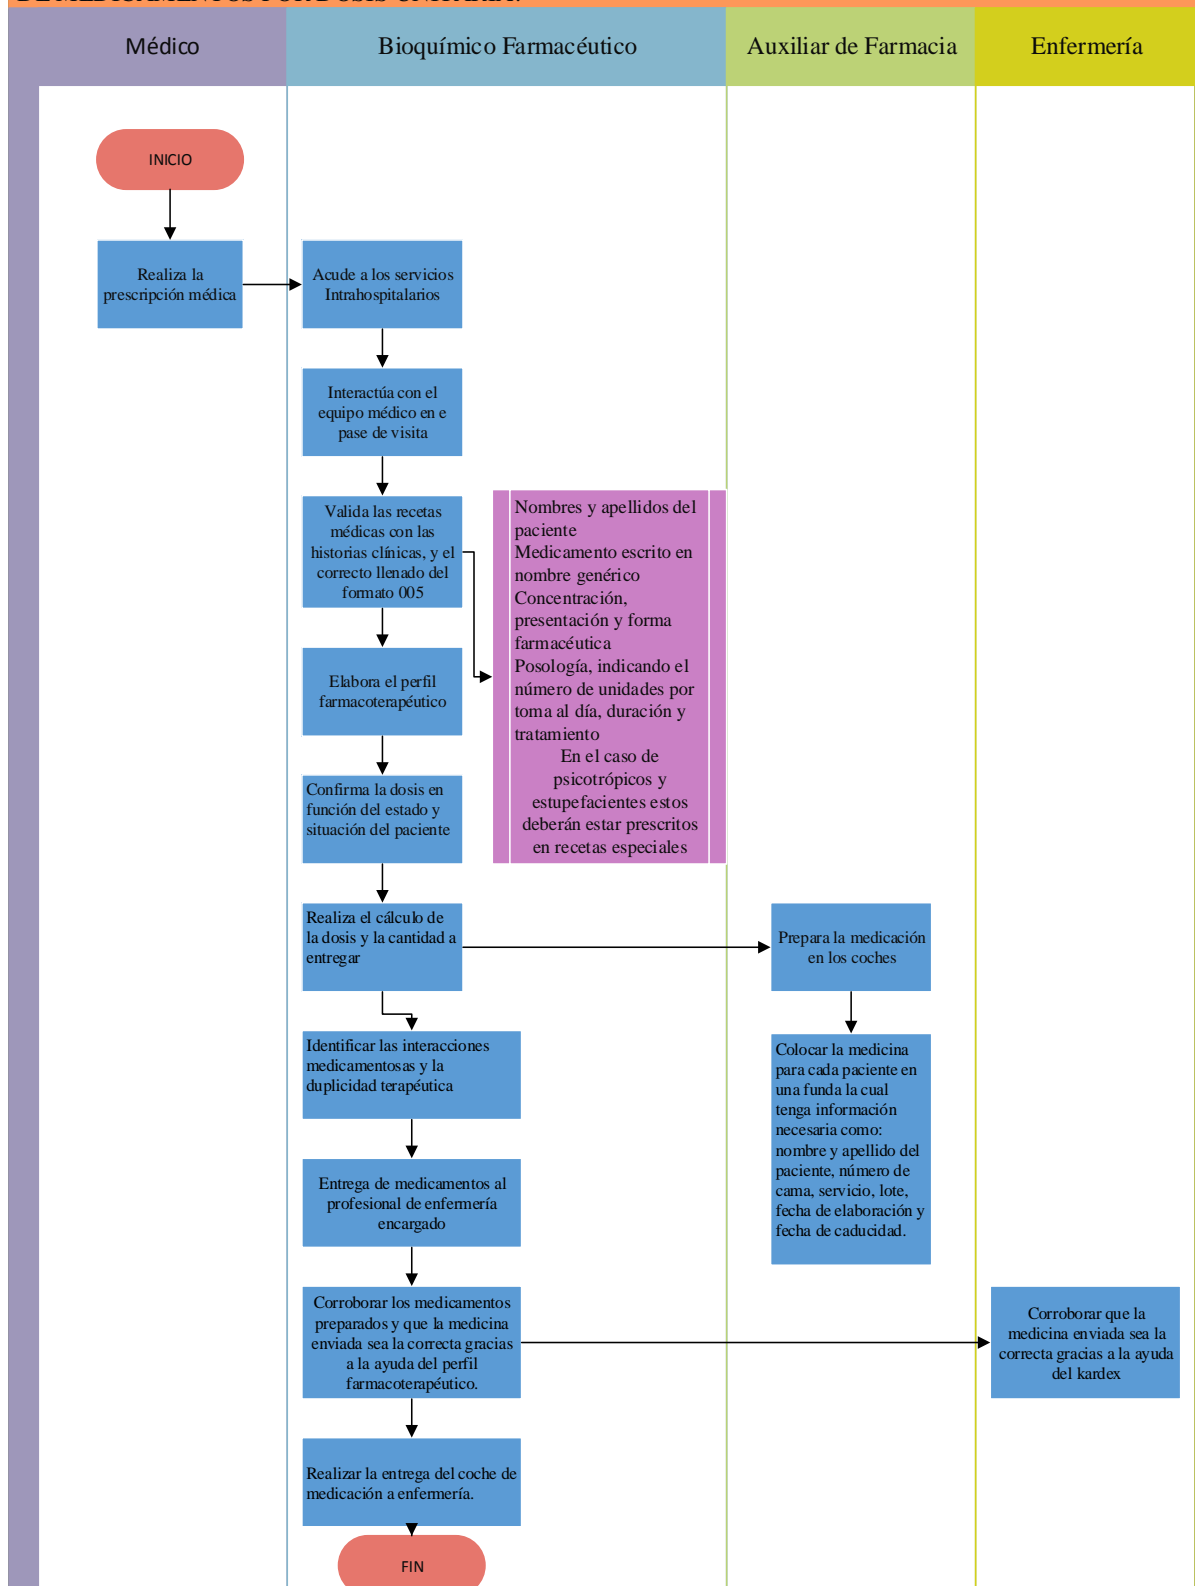 DE MEDICAMENTOS POR DOSIS UNITARIA.
Médico
Bioquímico Farmacéutico
Auxiliar de Farmacia
Enfermería
INICIO
Realiza la
prescripción médica
Acude a los servicios
Intrahospitalarios
Interactúa con el
equipo médico en e
pase de visita
Valida las recetas
médicas con las
historias clínicas, y el
correcto llenado del
formato 005
Nombres y apellidos del
paciente
Medicamento escrito en
nombre genérico
Concentración,
presentación y forma
farmacéutica
Posología, indicando el
número de unidades por
toma al día, duración y
tratamiento
En el caso de
psicotrópicos y
estupefacientes estos
deberán estar prescritos
en recetas especiales
Elabora el perfil
farmacoterapéutico
Confirma la dosis en
función del estado y
situación del paciente
Realiza el cálculo de
la dosis y la cantidad a
entregar
Prepara la medicación
en los coches
Identificar las interacciones
medicamentosas y la
duplicidad terapéutica
Colocar la medicina
para cada paciente en
una funda la cual
tenga información
necesaria como:
nombre y apellido del
paciente, número de
cama, servicio, lote,
fecha de elaboración y
fecha de caducidad.
Entrega de medicamentos al
profesional de enfermería
encargado
Corroborar los medicamentos
preparados y que la medicina
enviada sea la correcta gracias
a la ayuda del perfil
farmacoterapéutico.
Corroborar que la
medicina enviada sea la
correcta gracias a la ayuda
del kardex
Realizar la entrega del coche de
medicación a enfermería.
FIN